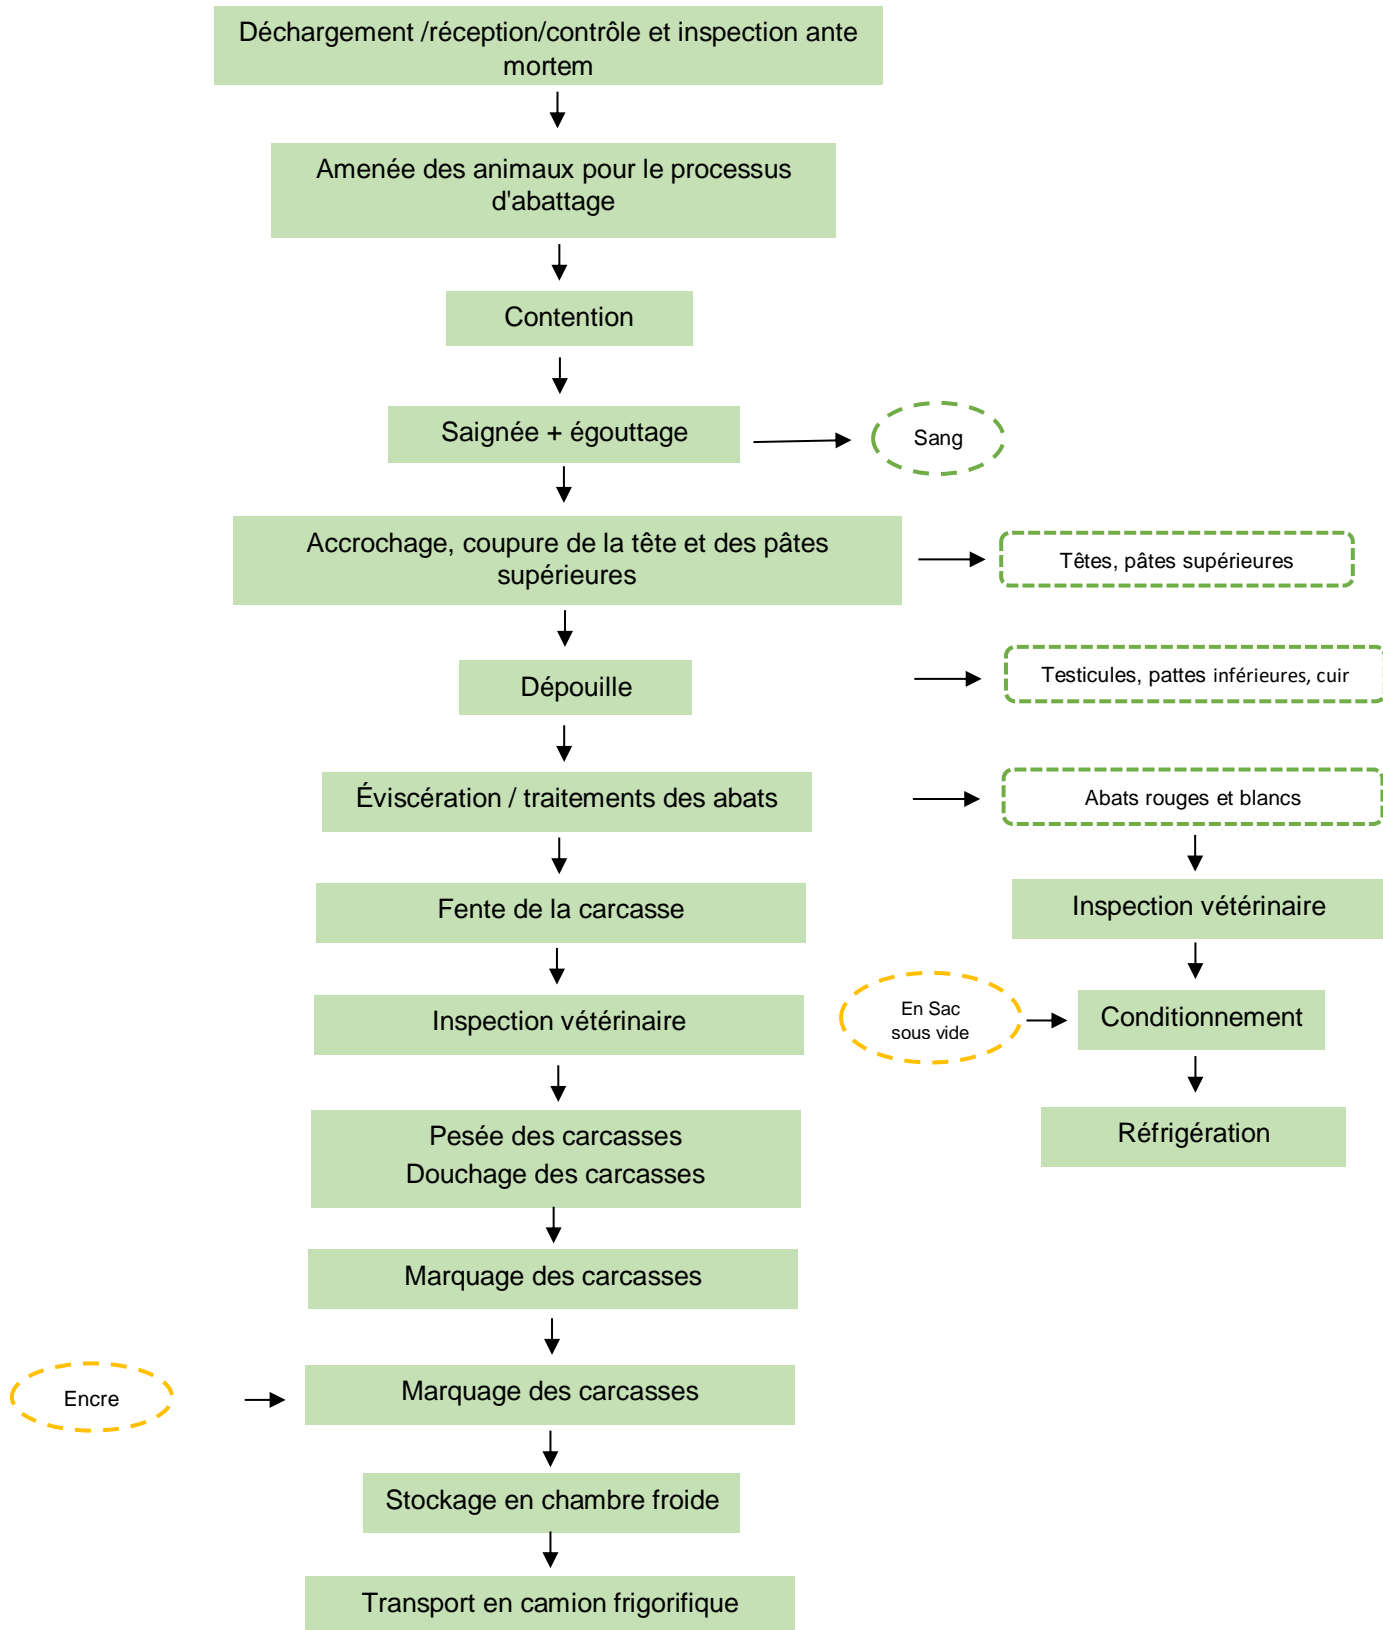 Déchargement /réception/contrôle et inspection ante
mortem
Amenée des animaux pour le processus
d'abattage
Contention
Saignée + égouttage
Sang
Accrochage, coupure de la tête et des pâtes
supérieures
Têtes, pâtes supérieures
Dépouille
Testicules, pattes inférieures, cuir
Éviscération / traitements des abats
Abats rouges et blancs
Fente de la carcasse
Inspection vétérinaire
Inspection vétérinaire
En Sac
sous vide
Conditionnement
Pesée des carcasses
Douchage des carcasses
Réfrigération
Marquage des carcasses
Encre
Marquage des carcasses
Stockage en chambre froide
Transport en camion frigorifique